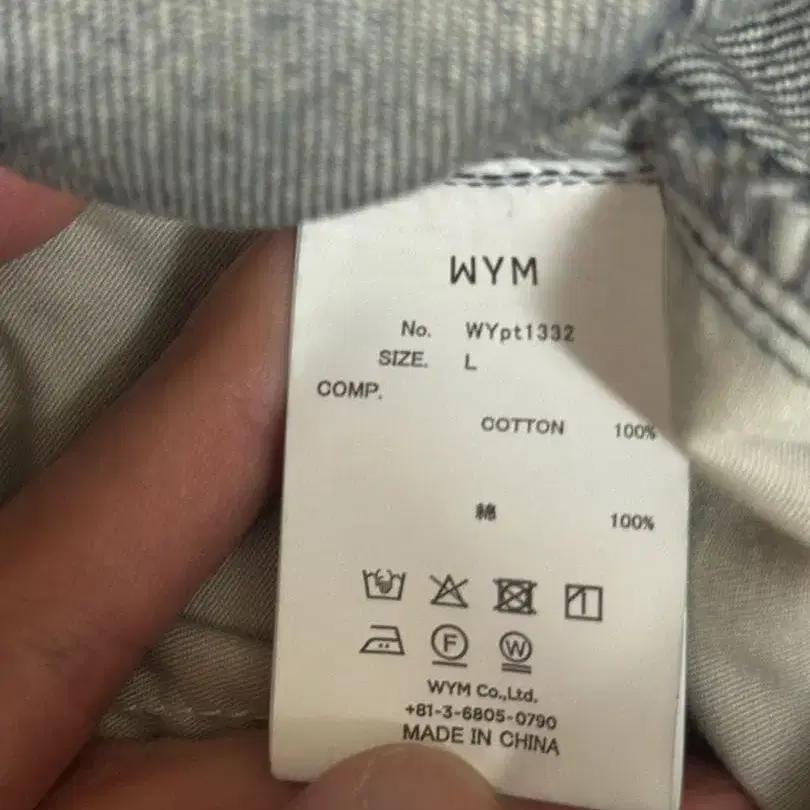 WYM
No. WYpt1332
SIZE. L
COMP.
COTTON 100%
綿 100%
F W
WYM Co.,Ltd.
+81-3-6805-0790
MADE IN CHINA